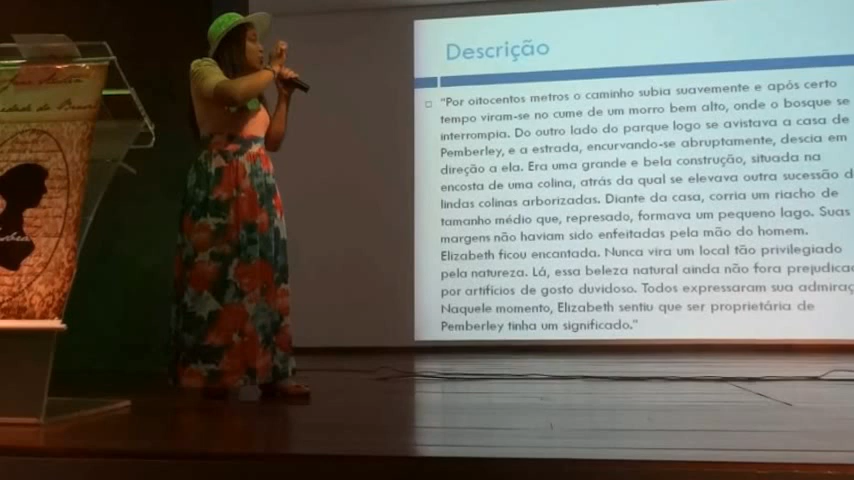 Descrição
"Por oitocentos metros o caminho subia suavemente e após certo
tempo viram-se no cume de um morro bem alto, onde o bosque se
interrompia. Do outro lado do parque logo se avistava a casa de
Pemberley, e a estrada, encurvando-se abruptamente, descia em
direção a ela. Era uma grande e bela construção, situada na
encosta de uma colina, atrás da qual se elevava outra sucessão d
lindas colinas arborizadas. Diante da casa, corria um riacho de
tamanho médio que, represado, formava um pequeno lago. Suas
margens não haviam sido enfeitadas pela mão do homem.
Elizabeth ficou encantada. Nunca vira um local tão privilegiado
pela natureza. Lá, essa beleza natural ainda não fora prejudica
por artifícios de gosto duvidoso. Todos expressaram sua admiraç
Naquele momento, Elizabeth sentiu que ser proprietária de
Pemberley tinha um significado."